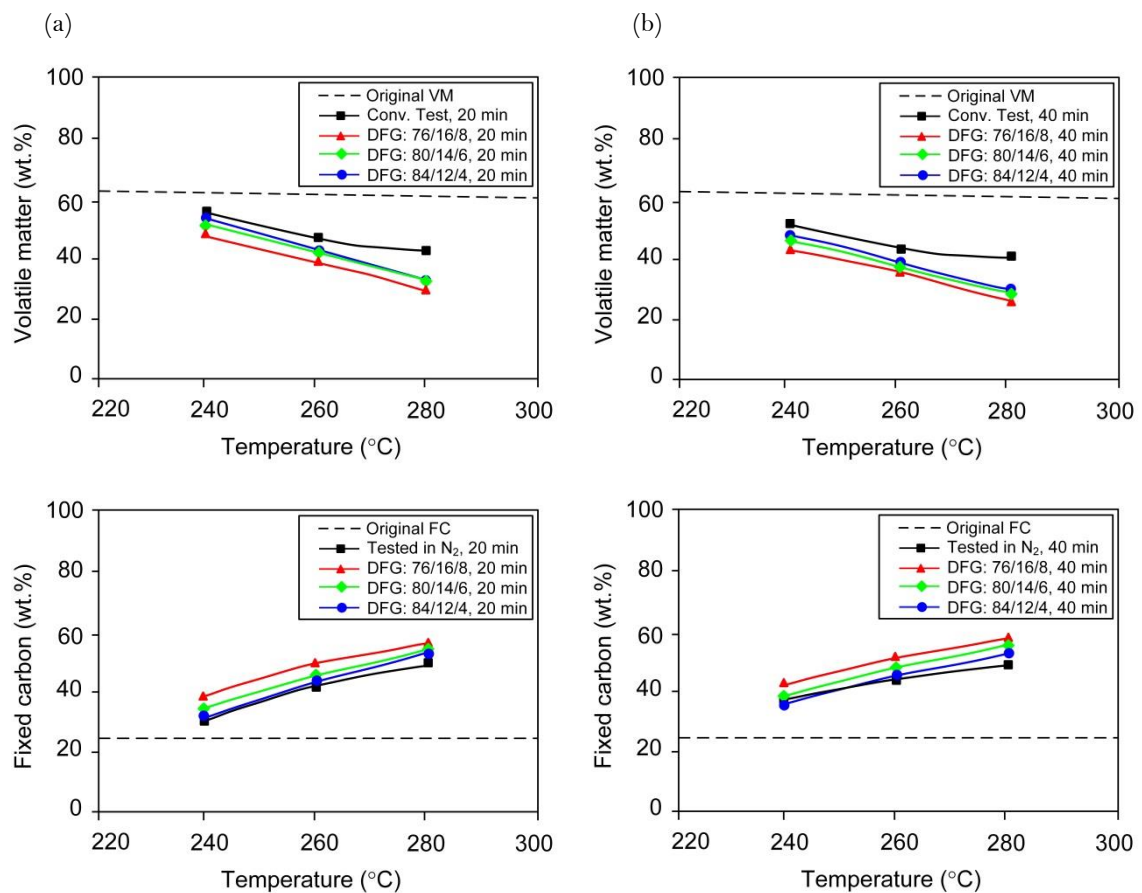 (a)
100
80
60
40
20
0
Volatile matter (wt.%)
Original VM
Conv. Test, 20 min
DFG: 76/16/8, 20 min
DFG: 80/14/6, 20 min
DFG: 84/12/4, 20 min
220 240 260 280 300
Temperature (°C)
(b)
100
80
60
40
20
0
Volatile matter (wt.%)
Original VM
Conv. Test, 40 min
DFG: 76/16/8, 40 min
DFG: 80/14/6, 40 min
DFG: 84/12/4, 40 min
220 240 260 280 300
Temperature (°C)
100
80
60
40
20
0
Fixed carbon (wt.%)
Original FC
Tested in N₂, 20 min
DFG: 76/16/8, 20 min
DFG: 80/14/6, 20 min
DFG: 84/12/4, 20 min
220 240 260 280 300
Temperature (°C)
100
80
60
40
20
0
Fixed carbon (wt.%)
Original FC
Tested in N₂, 40 min
DFG: 76/16/8, 40 min
DFG: 80/14/6, 40 min
DFG: 84/12/4, 40 min
220 240 260 280 300
Temperature (°C)